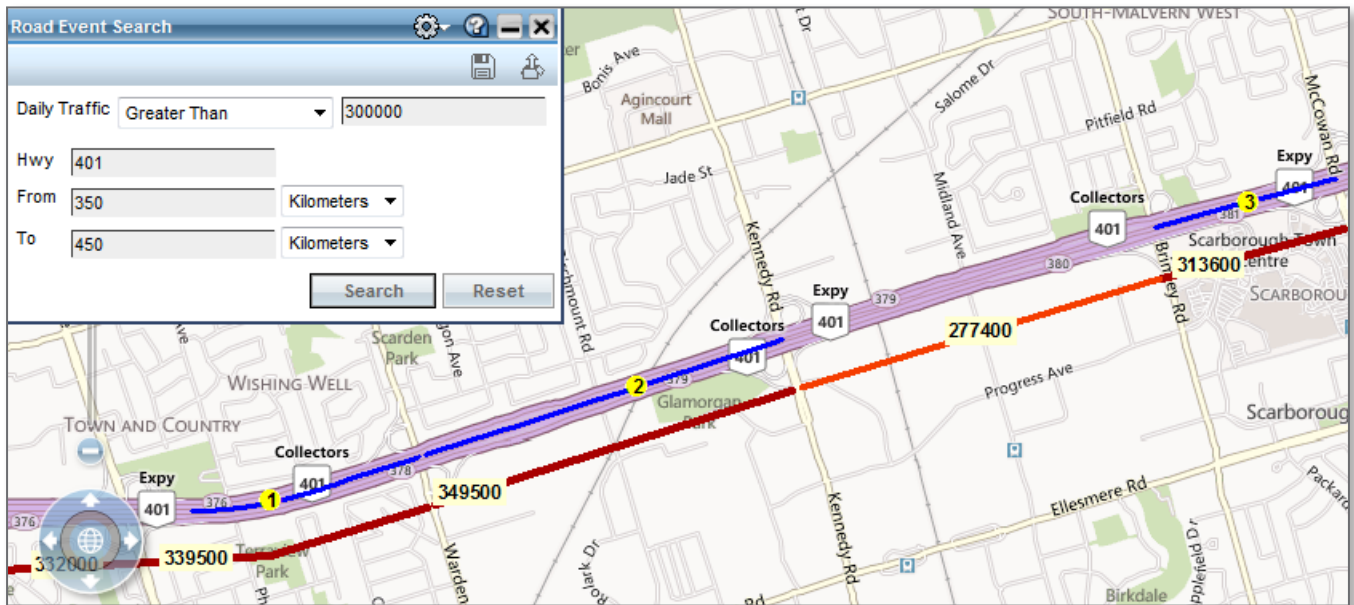 Road Event Search
Daily Traffic Greater Than 300000
Hwy 401
From 350 Kilometers
To 450 Kilometers
Search Reset
SOUTH-MALVERN WEST
Bonis Ave
Agincourt
Mall
Salome Dr
Pitfield Rd
McCowan Rd
Jade St
Midland Ave
Kennedy Rd
Expy
401
Collectors
401
3
381
Scarborough Town
Centre
313600
380
Brimley Rd
SCARBOROU
Expy
401
379
Collectors
401
277400
Birchmount Rd
Scarden
Park
2
379
Glamorgan
Park
Progress Ave
WISHING WELL
TOWN AND COUNTRY
Scarboroug
Collectors
401
378
Expy
401
376
1
376
349500
Ellesmere Rd
Packard
332000
339500
Terraview
Park
Warden
Rolark Dr
Kennedy Rd
Birkdale